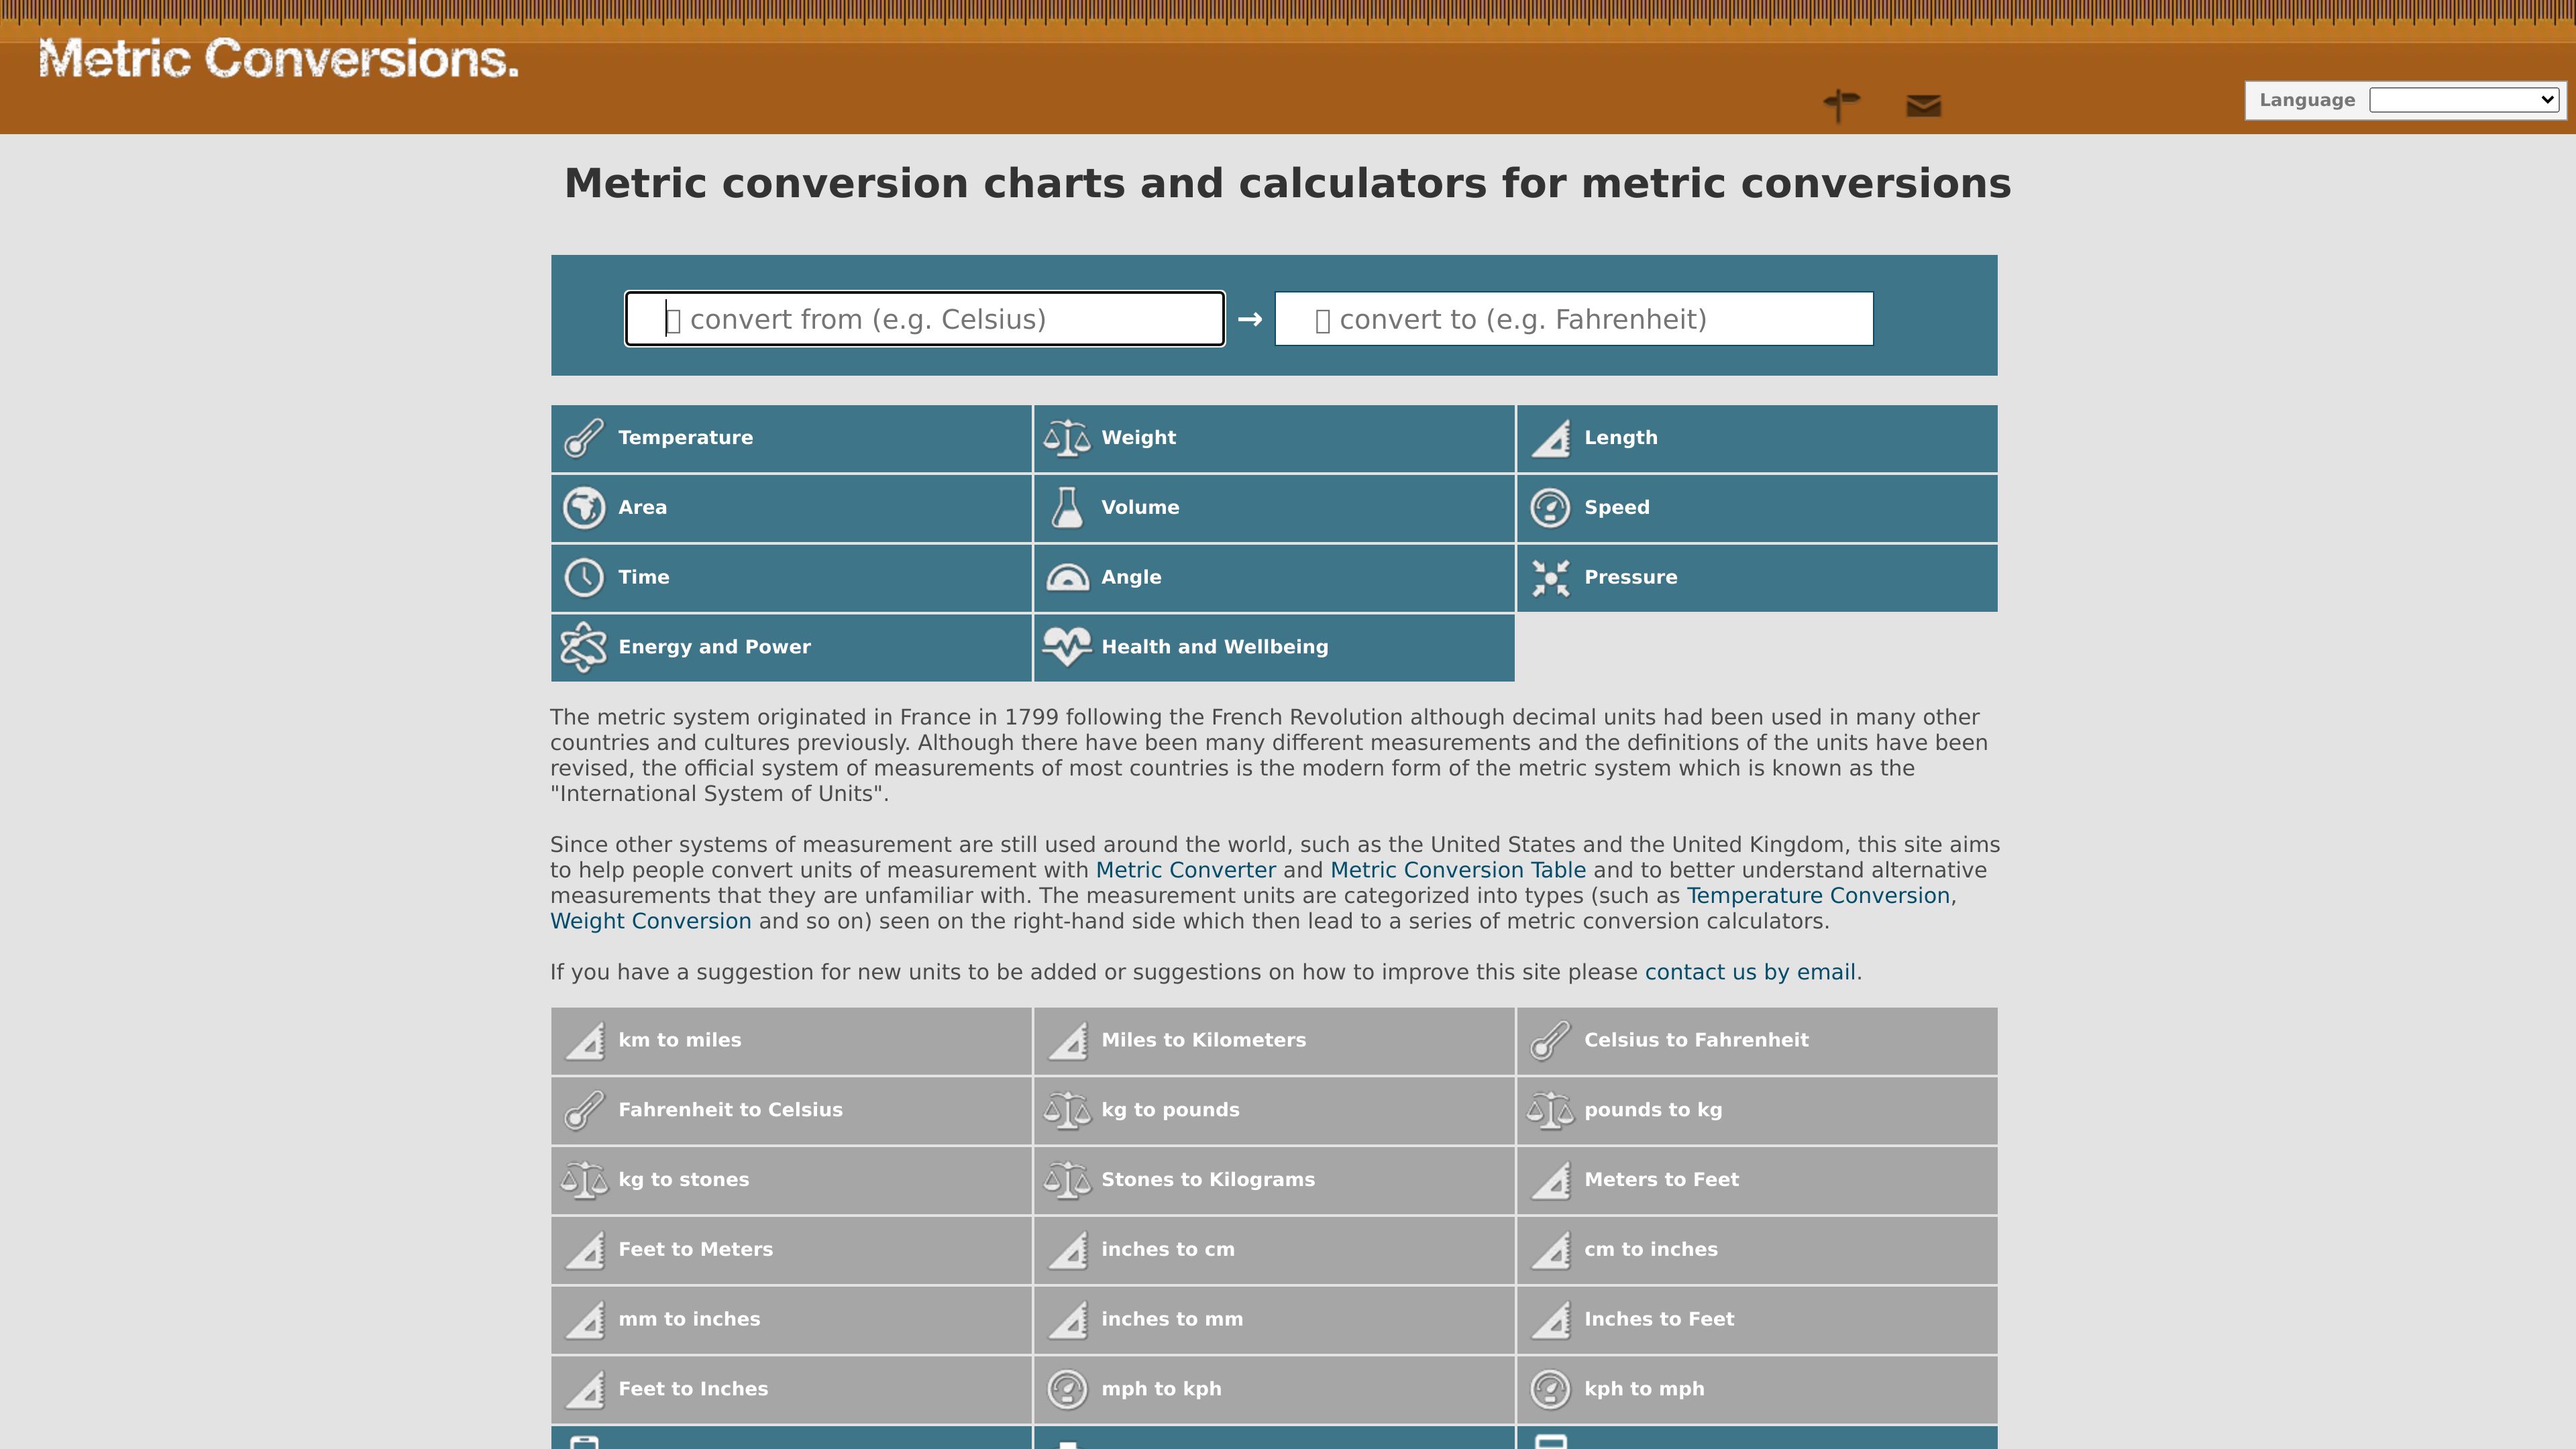 Metric Conversions.
Language
Metric conversion charts and calculators for metric conversions
convert from (e.g. Celsius) → convert to (e.g. Fahrenheit)
Temperature
Weight
Length
Area
Volume
Speed
Time
Angle
Pressure
Energy and Power
Health and Wellbeing
The metric system originated in France in 1799 following the French Revolution although decimal units had been used in many other
countries and cultures previously. Although there have been many different measurements and the definitions of the units have been
revised, the official system of measurements of most countries is the modern form of the metric system which is known as the
"International System of Units".
Since other systems of measurement are still used around the world, such as the United States and the United Kingdom, this site aims
to help people convert units of measurement with Metric Converter and Metric Conversion Table and to better understand alternative
measurements that they are unfamiliar with. The measurement units are categorized into types (such as Temperature Conversion,
Weight Conversion and so on) seen on the right-hand side which then lead to a series of metric conversion calculators.
If you have a suggestion for new units to be added or suggestions on how to improve this site please contact us by email.
km to miles
Miles to Kilometers
Celsius to Fahrenheit
Fahrenheit to Celsius
kg to pounds
pounds to kg
kg to stones
Stones to Kilograms
Meters to Feet
Feet to Meters
inches to cm
cm to inches
mm to inches
inches to mm
Inches to Feet
Feet to Inches
mph to kph
kph to mph